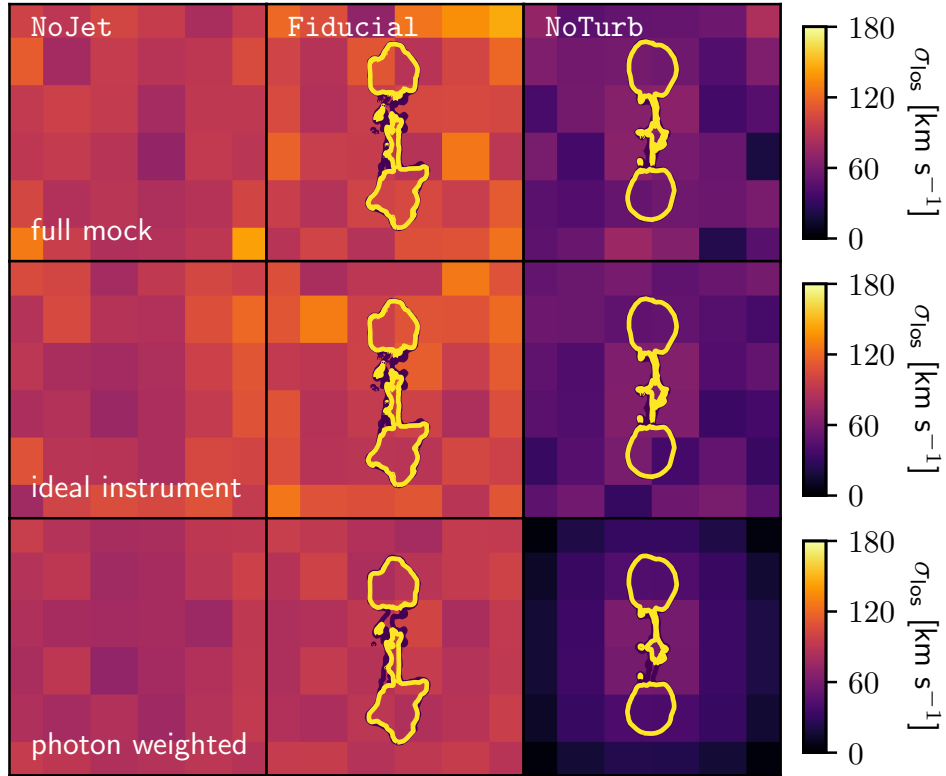 NoJet Fiducial NoTurb
full mock
180
120
60
0
σlos [km s⁻¹]
ideal instrument
180
120
60
0
σlos [km s⁻¹]
photon weighted
180
120
60
0
σlos [km s⁻¹]